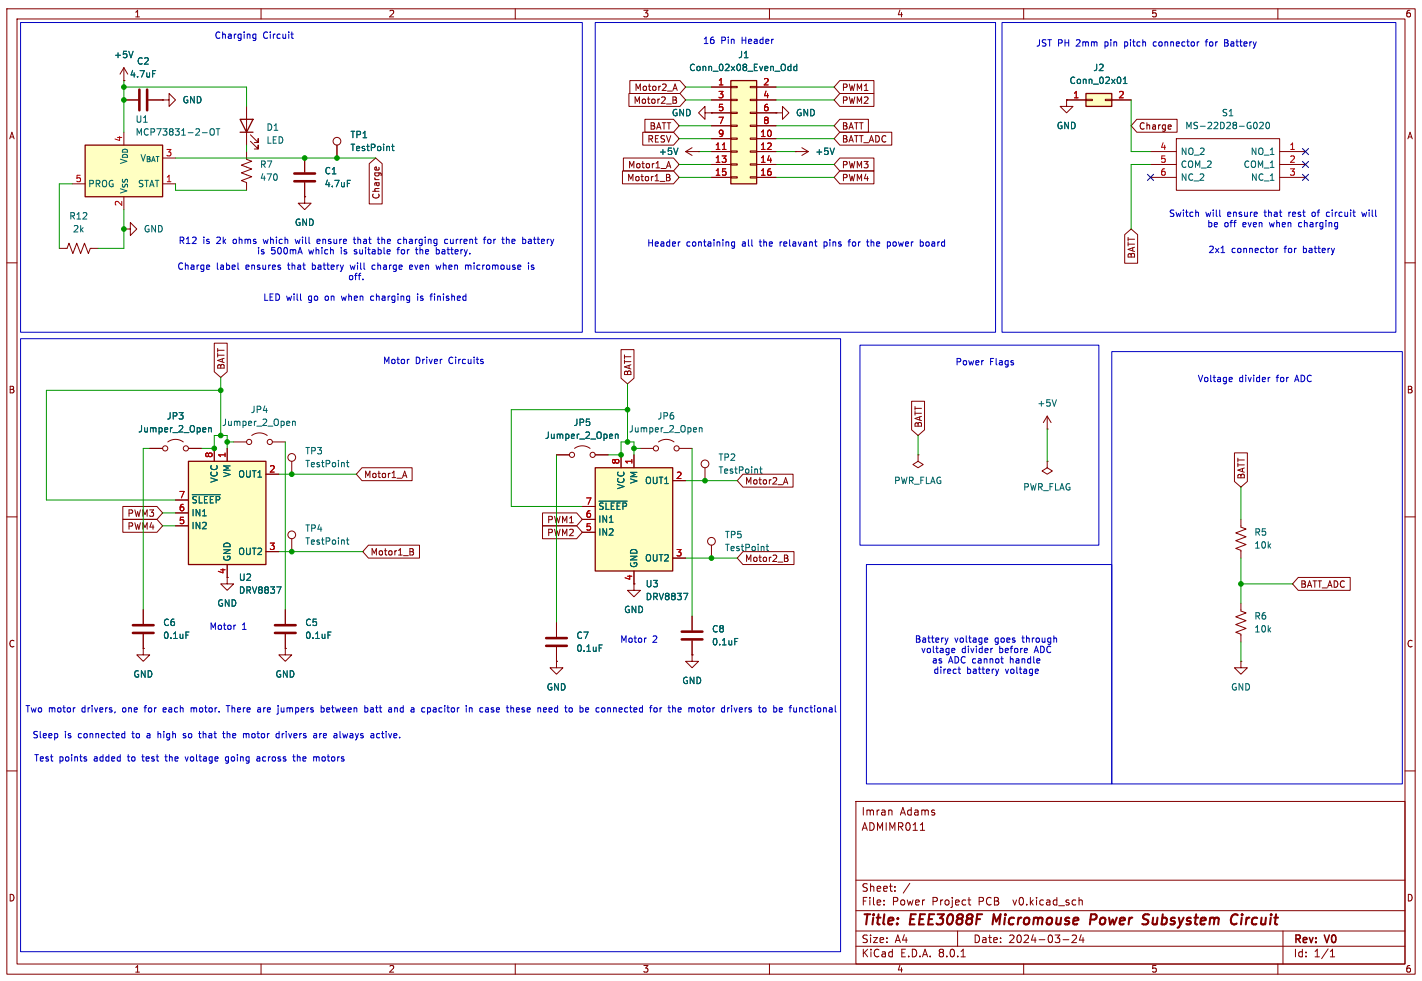 1 2 3 4 5 6
A
B
C
D
Charging Circuit
+5V
C2
4.7uF
GND
U1
MCP73831-2-OT
D1
LED
TP1
TestPoint
4
VDD
VBAT 3
5 PROG
STAT 1
VSS
2
R7
470
C1
4.7uF
GND
Charge
R12
2k
GND
R12 is 2k ohms which will ensure that the charging current for the battery
is 500mA which is suitable for the battery.
Charge label ensures that battery will charge even when micromouse is
off.
LED will go on when charging is finished
16 Pin Header
J1
Conn_02x08_Even_Odd
Motor2_A 1 2 PWM1
Motor2_B 3 4 PWM2
GND 5 6 GND
BATT 7 8 BATT
RESV 9 10 BATT_ADC
+5V 11 12 +5V
Motor1_A 13 14 PWM3
Motor1_B 15 16 PWM4
Header containing all the relavant pins for the power board
JST PH 2mm pin pitch connector for Battery
J2
Conn_02x01
1 2
GND
Charge
S1
MS-22D28-G020
4 NO_2 NO_1 1
5 COM_2 COM_1 2
6 NC_2 NC_1 3
BATT
Switch will ensure that rest of circuit will
be off even when charging
2x1 connector for battery
Motor Driver Circuits
BATT
JP3
Jumper_2_Open
JP4
Jumper_2_Open
8 1
VCC VM
OUT1 2
TP3
TestPoint
Motor1_A
7 SLEEP
PWM3 6 IN1
PWM4 5 IN2
TP4
TestPoint
OUT2 3
Motor1_B
GND
4
GND
U2
DRV8837
C6
0.1uF
GND
Motor 1
C5
0.1uF
GND
BATT
JP5
Jumper_2_Open
JP6
Jumper_2_Open
8 1
VCC VM
OUT1 2
TP2
TestPoint
Motor2_A
7 SLEEP
PWM1 6 IN1
PWM2 5 IN2
TP5
TestPoint
OUT2 3
Motor2_B
GND
4
GND
U3
DRV8837
C7
0.1uF
GND
Motor 2
C8
0.1uF
GND
Two motor drivers, one for each motor. There are jumpers between batt and a cpacitor in case these need to be connected for the motor drivers to be functional
Sleep is connected to a high so that the motor drivers are always active.
Test points added to test the voltage going across the motors
Power Flags
BATT
PWR_FLAG
+5V
PWR_FLAG
Voltage divider for ADC
BATT
R5
10k
BATT_ADC
R6
10k
GND
Battery voltage goes through
voltage divider before ADC
as ADC cannot handle
direct battery voltage
Imran Adams
ADMIMR011
Sheet: /
File: Power Project PCB v0.kicad_sch
Title: EEE3088F Micromouse Power Subsystem Circuit
Size: A4 Date: 2024-03-24 Rev: V0
KiCad E.D.A. 8.0.1 Id: 1/1
A
B
C
D
1 2 3 4 5 6